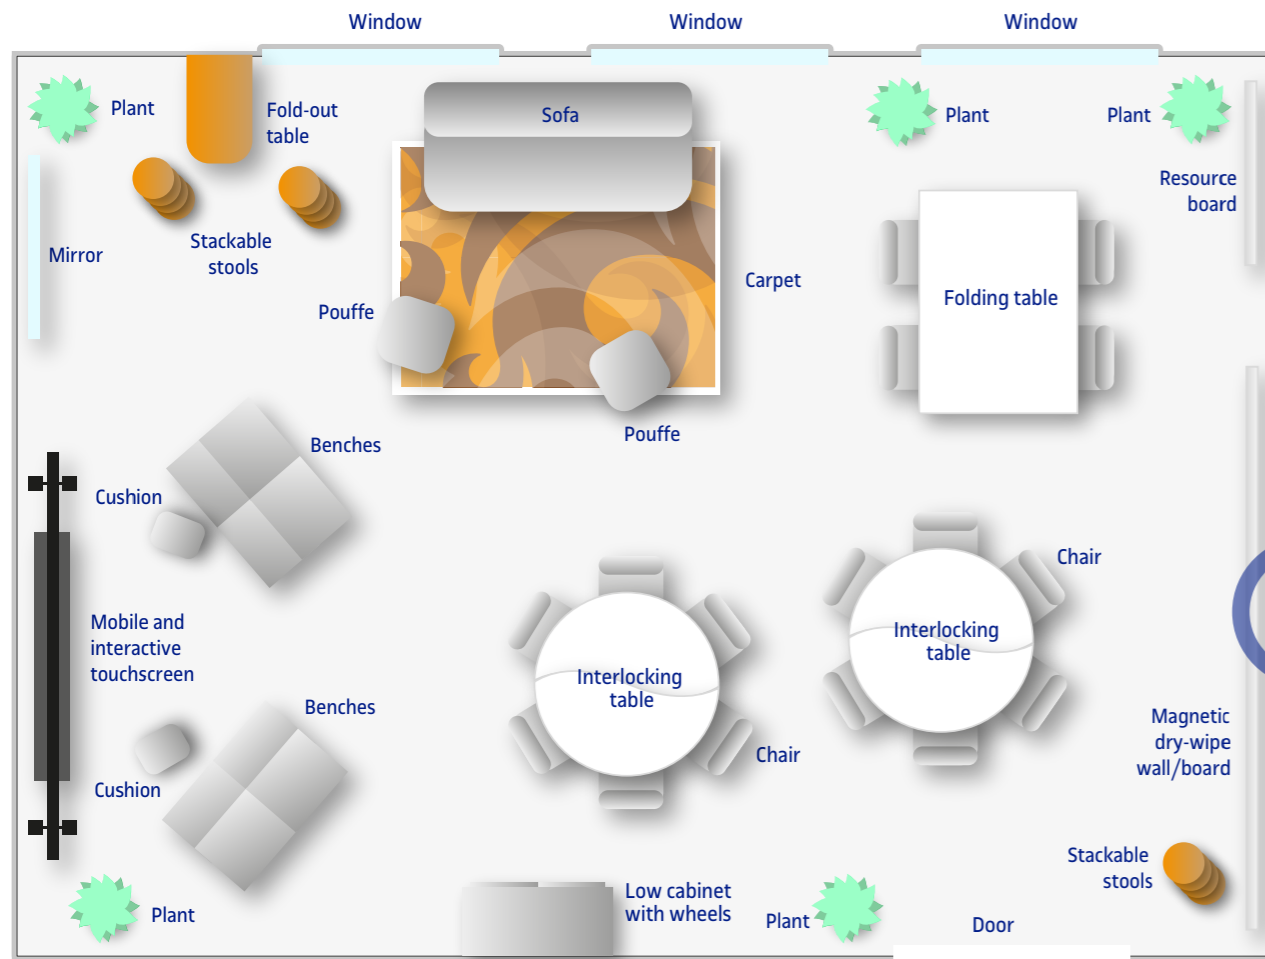 Window
Window
Window
Plant
Fold-out
table
Sofa
Plant
Plant
Resource
board
Mirror
Stackable
stools
Carpet
Pouffe
Folding table
Pouffe
Benches
Cushion
Chair
Mobile and
interactive
touchscreen
Interlocking
table
Interlocking
table
Benches
Magnetic
dry-wipe
wall/board
Chair
Cushion
Stackable
stools
Low cabinet
with wheels
Plant
Plant
Door